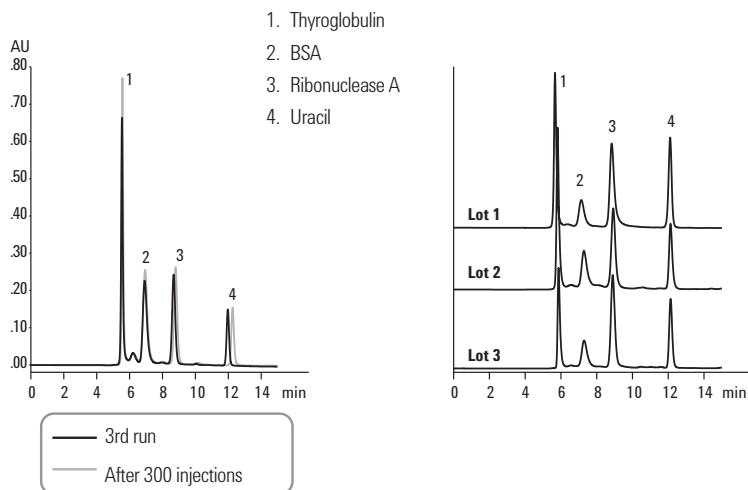 1. Thyroglobulin
2. BSA
3. Ribonuclease A
4. Uracil
AU
.80
.70
.60
.50
.40
.30
.20
.10
.00
1
2
3
4
0 2 4 6 8 10 12 14 min
3rd run
After 300 injections
1
2
3
4
Lot 1
Lot 2
Lot 3
0 2 4 6 8 10 12 14 min